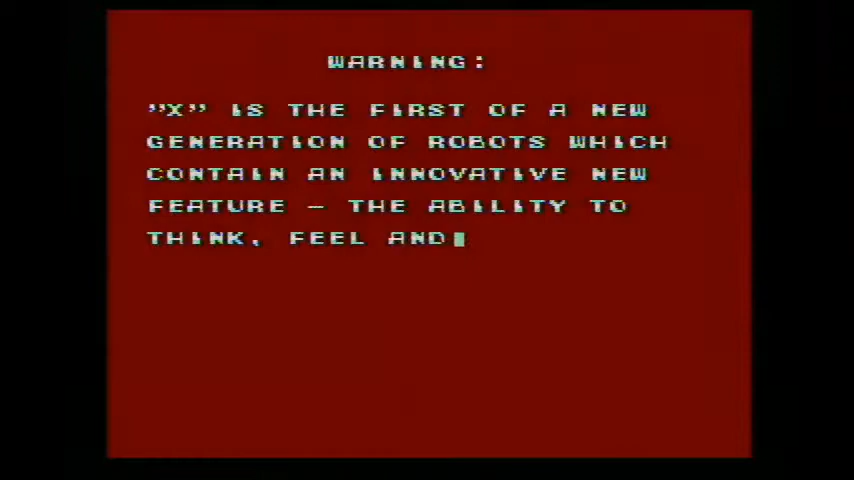 WARNING:
"X" IS THE FIRST OF A NEW
GENERATION OF ROBOTS WHICH
CONTAIN AN INNOVATIVE NEW
FEATURE – THE ABILITY TO
THINK, FEEL AND